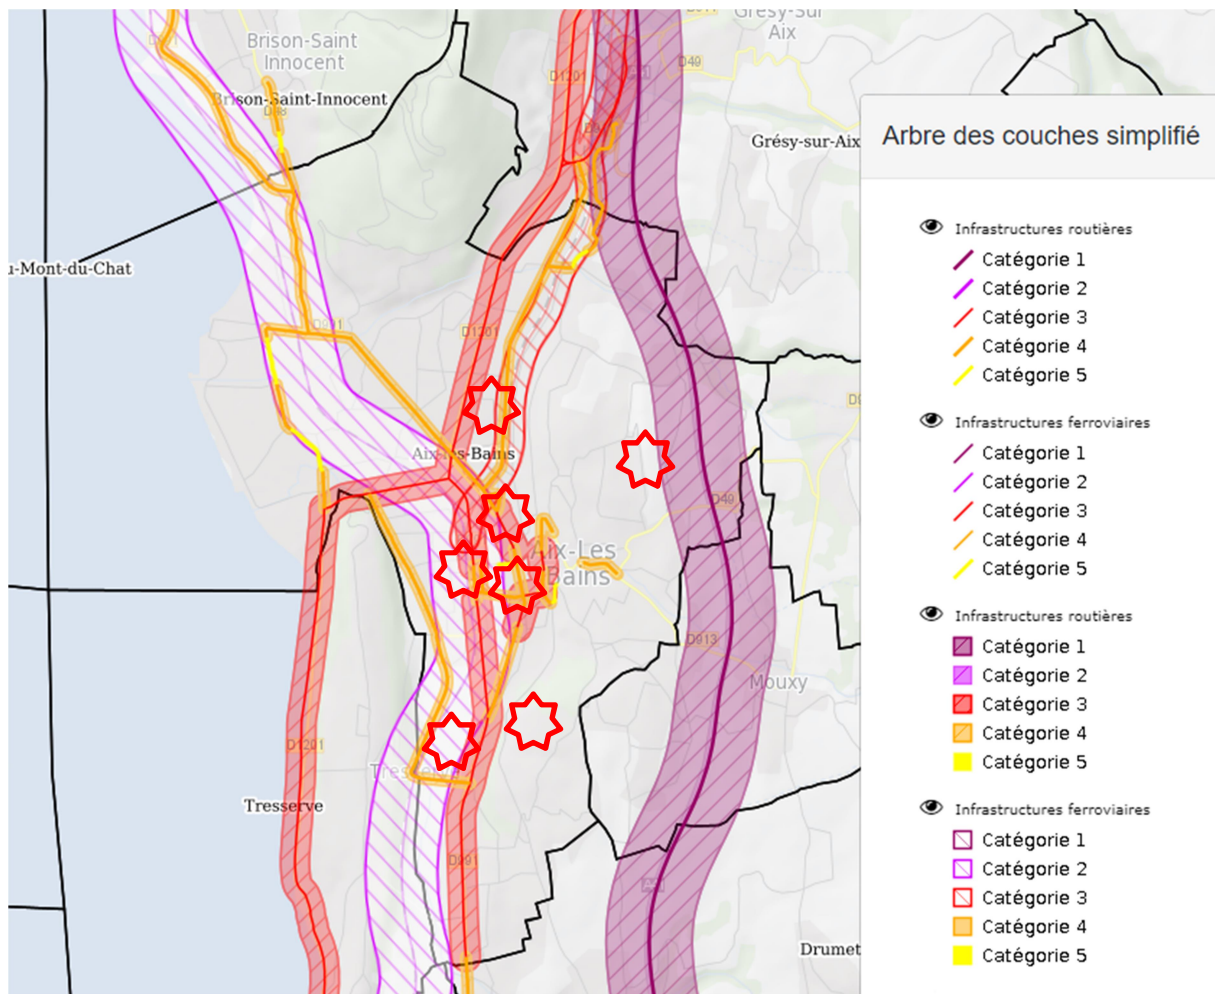 Grésy-Sur
Aix
Brison-Saint
Innocent
D49
D1201
Brison-Saint-Innocent
Grésy-sur-Aix
Arbre des couches simplifié
Infrastructures routières
Catégorie 1
Catégorie 2
Catégorie 3
Catégorie 4
Catégorie 5
u-Mont-du-Chat
D991
D1201
Aix-les-Bains
Infrastructures ferroviaires
Catégorie 1
Catégorie 2
Catégorie 3
Catégorie 4
Catégorie 5
D49
Aix-Les
Bains
D913
Mouxy
Infrastructures routières
Catégorie 1
Catégorie 2
Catégorie 3
Catégorie 4
Catégorie 5
D1201
Tresserve
Tresserve
Infrastructures ferroviaires
Catégorie 1
Catégorie 2
Catégorie 3
Catégorie 4
Catégorie 5
D991
Drumet